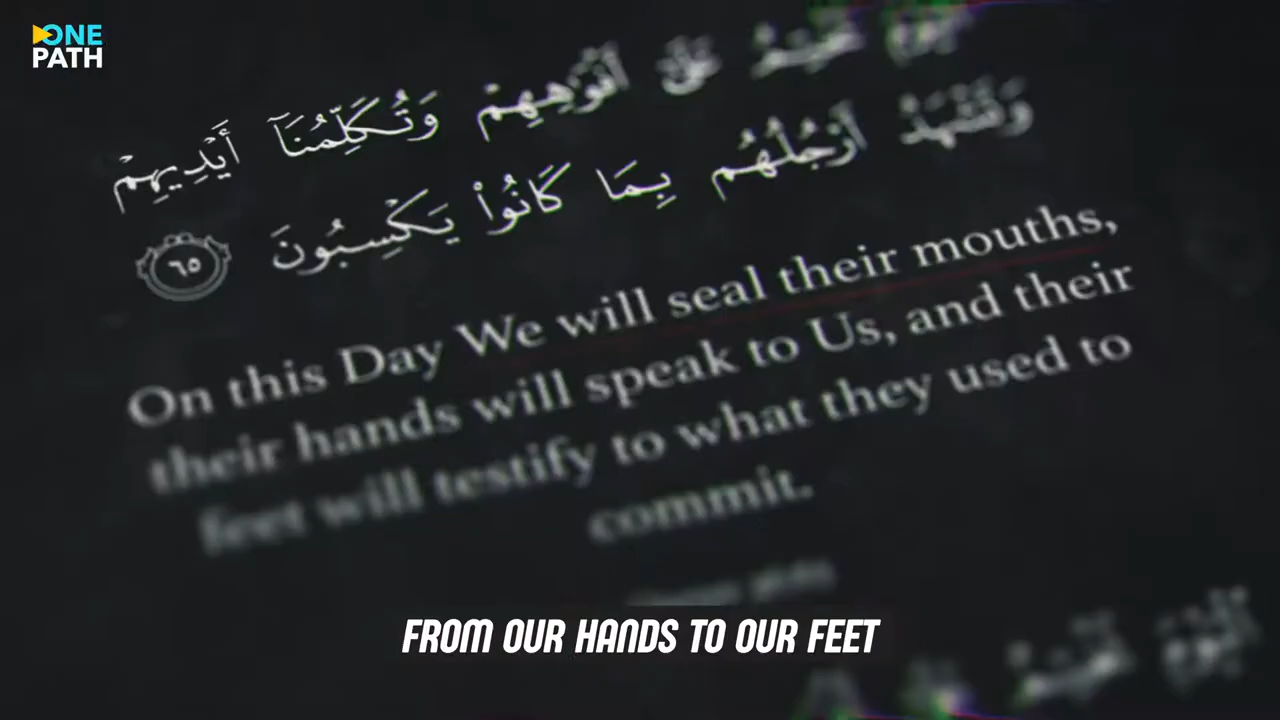 ONE
PATH
عَلَىٰٓ أَفْوَٰهِهِمْ وَتُكَلِّمُنَآ أَيْدِيهِمْ
وَتَشْهَدُ أَرْجُلُهُم بِمَا كَانُوا۟ يَكْسِبُونَ ٦٥
On this Day We will seal their mouths,
their hands will speak to Us, and their
feet will testify to what they used to
commit.
FROM OUR HANDS TO OUR FEET